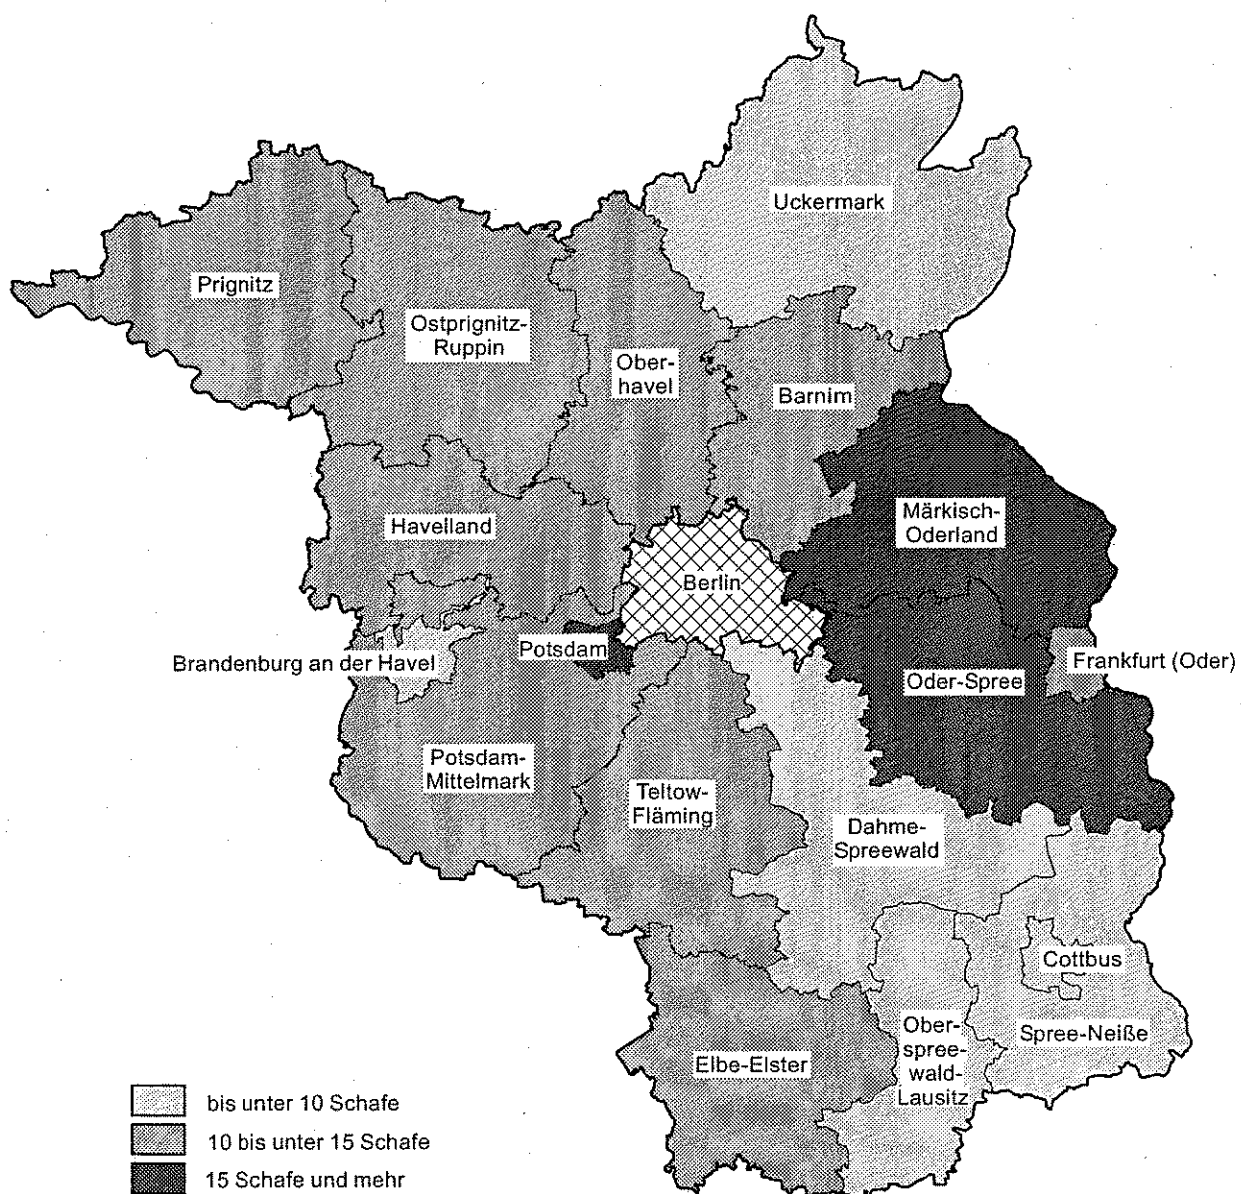 Uckermark
Prignitz
Ostprignitz-
Ruppin
Ober-
havel
Barnim
Havelland
Märkisch-
Oderland
Berlin
Brandenburg an der Havel
Potsdam
Oder-Spree
Frankfurt (Oder)
Potsdam-
Mittelmark
Teltow-
Fläming
Dahme-
Spreewald
Cottbus
Ober-
spree-
wald-
Lausitz
Spree-Neiße
Elbe-Elster
bis unter 10 Schafe
10 bis unter 15 Schafe
15 Schafe und mehr